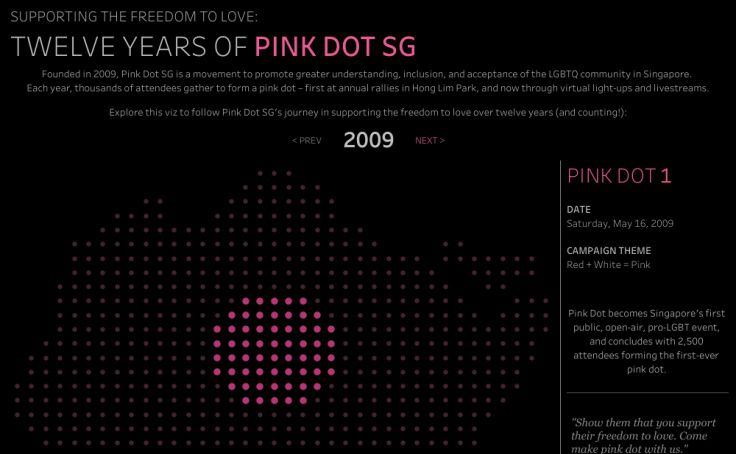 SUPPORTING THE FREEDOM TO LOVE:
TWELVE YEARS OF PINK DOT SG
Founded in 2009, Pink Dot SG is a movement to promote greater understanding, inclusion, and acceptance of the LGBTQ community in Singapore.
Each year, thousands of attendees gather to form a pink dot – first at annual rallies in Hong Lim Park, and now through virtual light-ups and livestreams.
Explore this viz to follow Pink Dot SG's journey in supporting the freedom to love over twelve years (and counting!):
< PREV 2009 NEXT >
PINK DOT 1
DATE
Saturday, May 16, 2009
CAMPAIGN THEME
Red + White = Pink
Pink Dot becomes Singapore's first
public, open-air, pro-LGBT event,
and concludes with 2,500
attendees forming the first-ever
pink dot.
"Show them that you support
their freedom to love. Come
make pink dot with us."